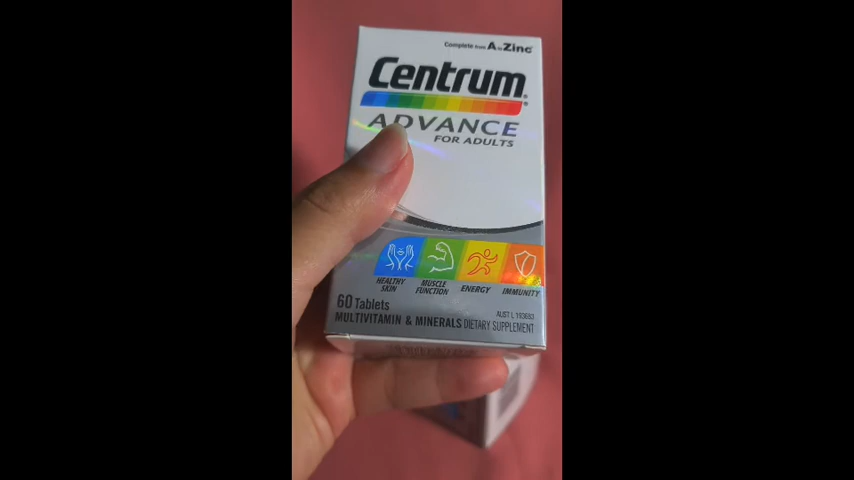 Complete from A to Zinc
Centrum®
ADVANCE
FOR ADULTS
HEALTHY SKIN
MUSCLE FUNCTION
ENERGY
IMMUNITY
60 Tablets
AUST L 193693
MULTIVITAMIN & MINERALS DIETARY SUPPLEMENT